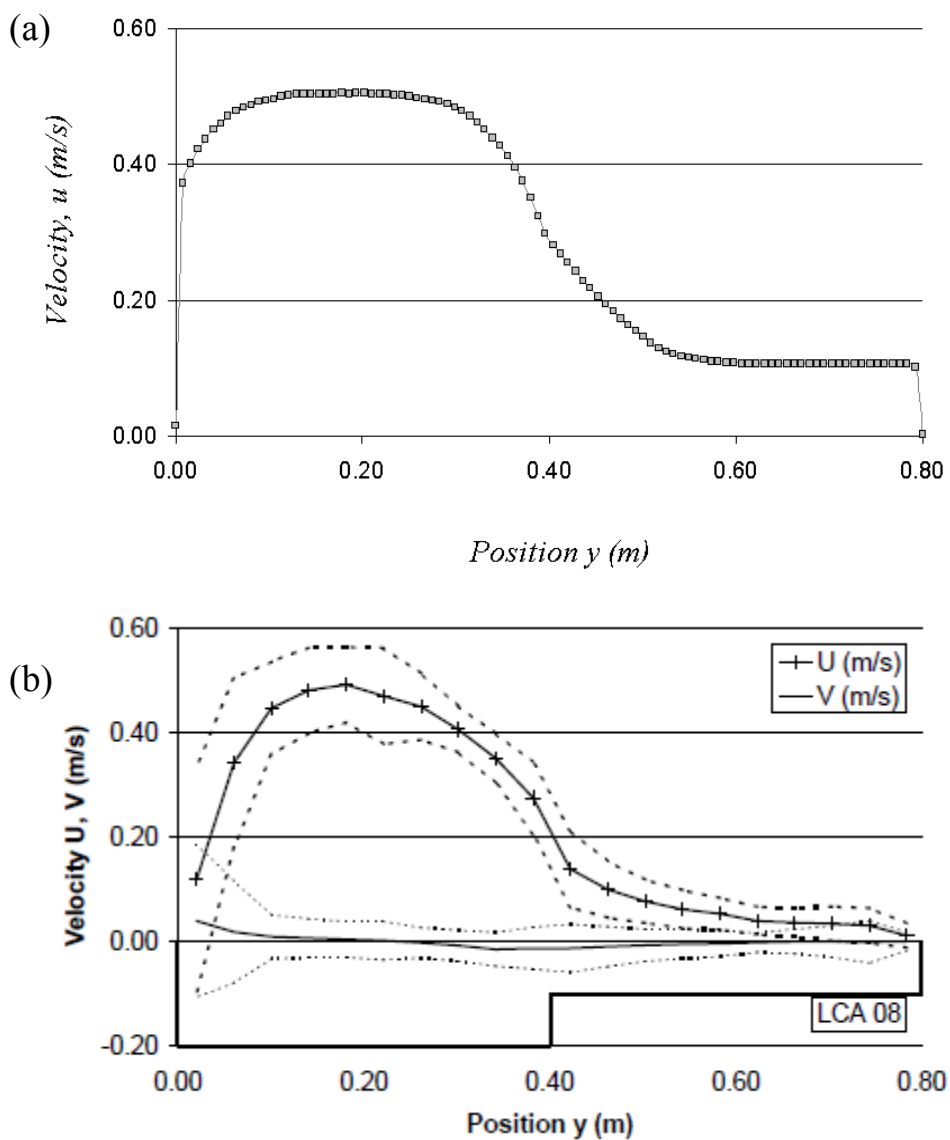 (a)
0.60
0.40
0.20
0.00
Velocity, u (m/s)
0.00 0.20 0.40 0.60 0.80
Position y (m)
(b)
0.60
0.40
0.20
0.00
-0.20
Velocity U, V (m/s)
U (m/s)
V (m/s)
LCA 08
0.00 0.20 0.40 0.60 0.80
Position y (m)